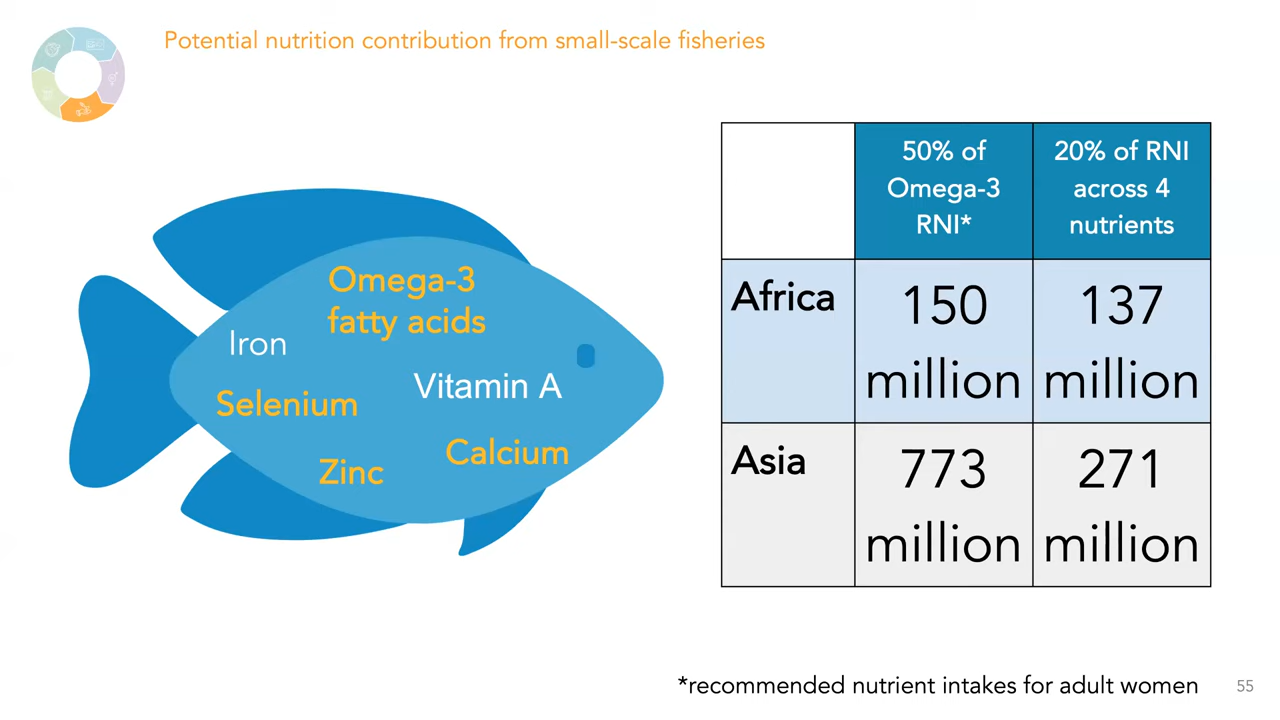 Potential nutrition contribution from small-scale fisheries
Omega-3
fatty acids
Iron
Vitamin A
Selenium
Calcium
Zinc
50% of
Omega-3
RNI*
20% of RNI
across 4
nutrients
Africa
150
million
137
million
Asia
773
million
271
million
*recommended nutrient intakes for adult women
55